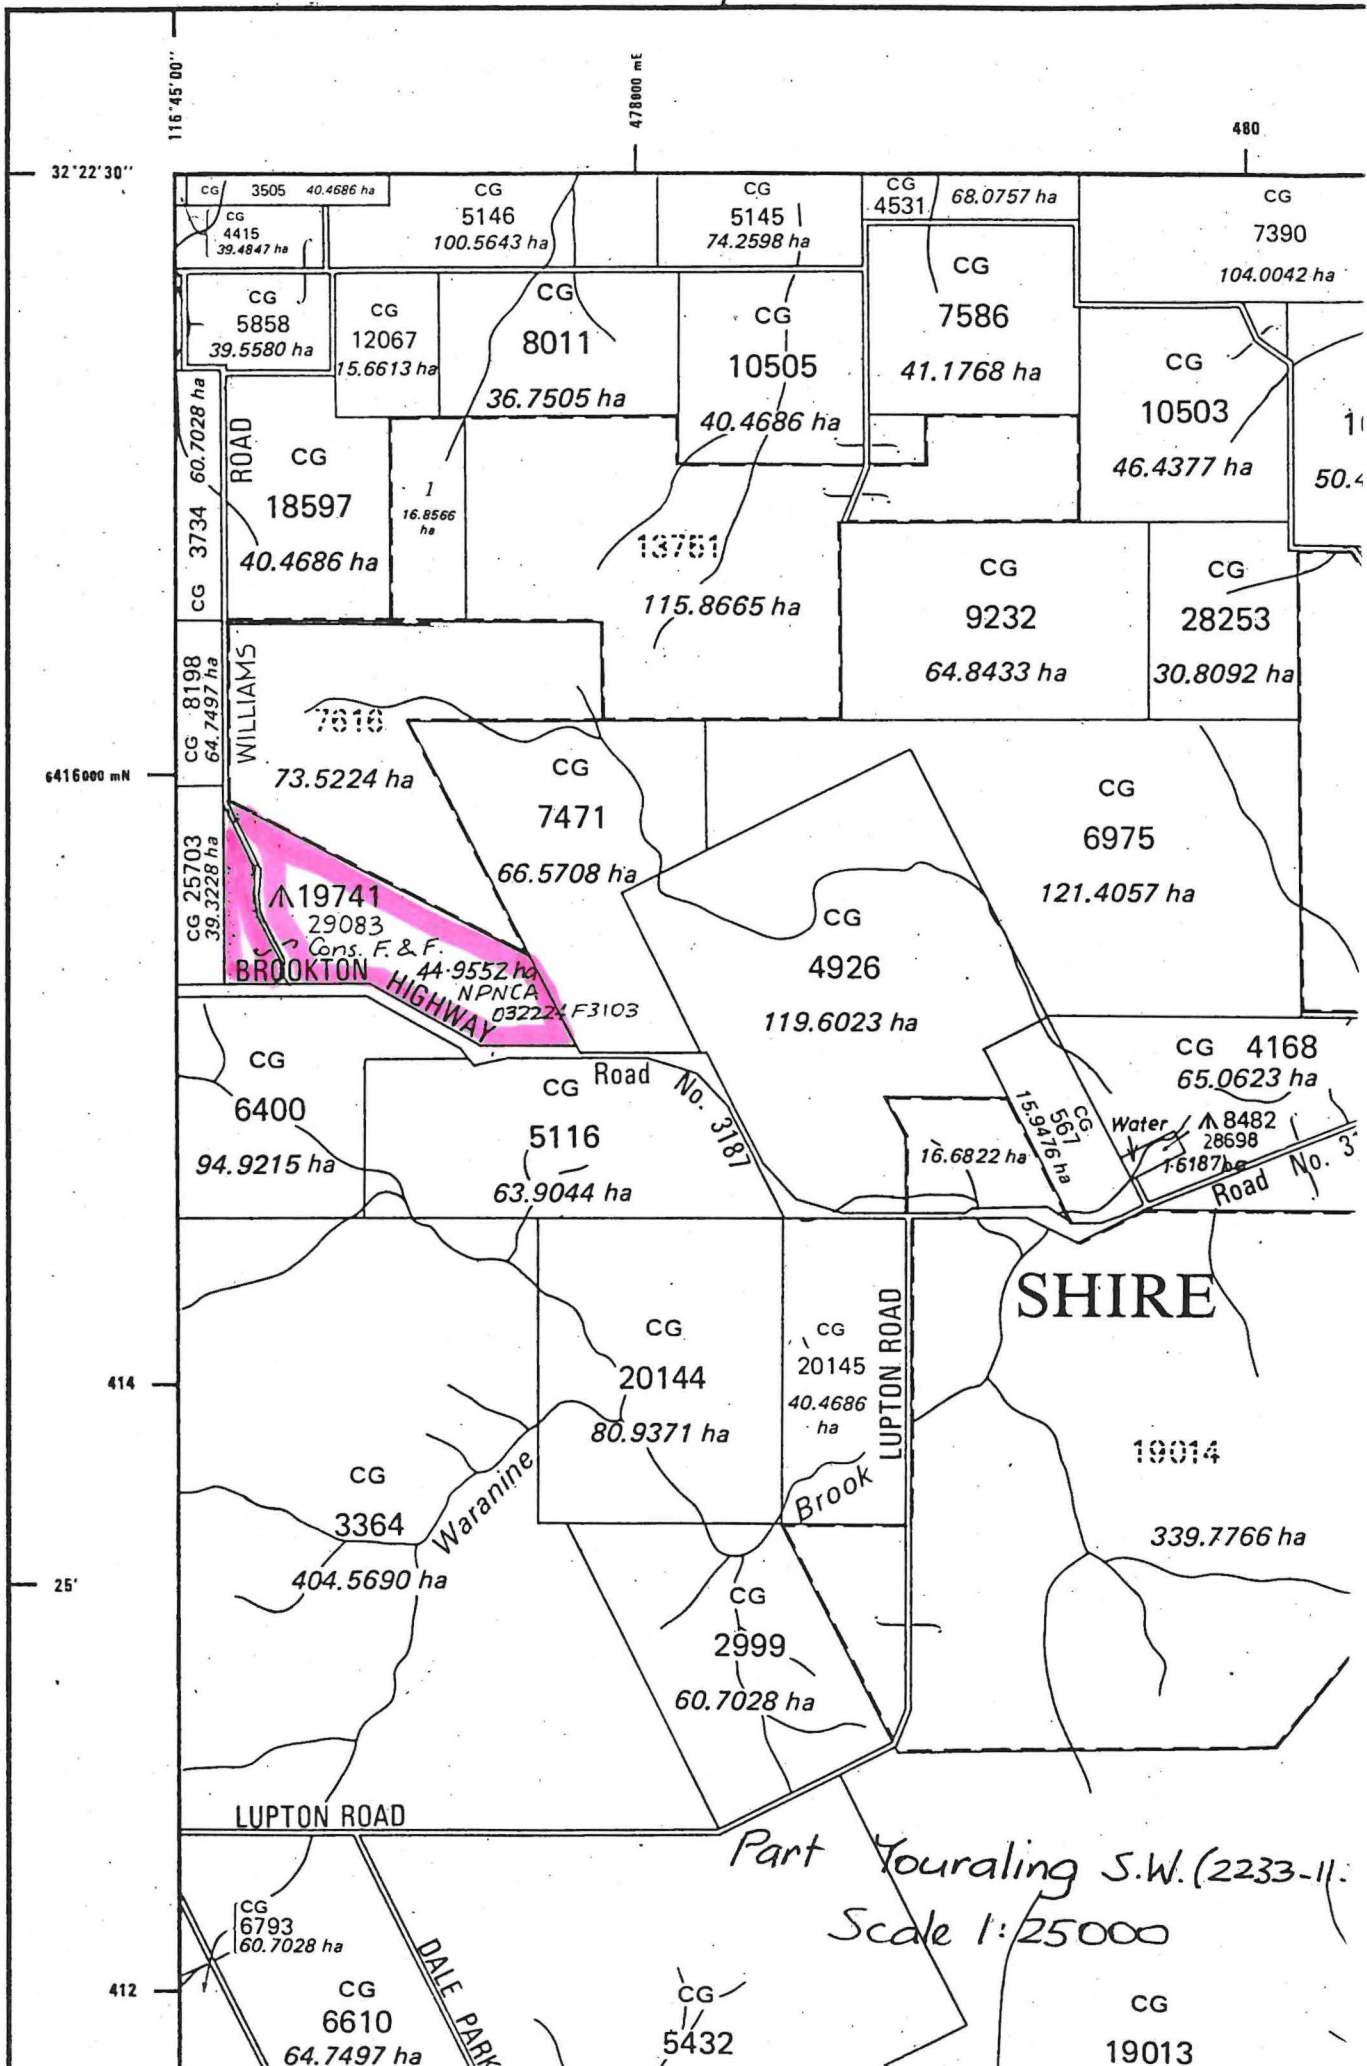 116°45'00"
478000 mE
480
32°22'30"
CG 3505 40.4686 ha
CG
4415
39.4847 ha
CG
5146
100.5643 ha
CG
5145
74.2598 ha
CG
4531
68.0757 ha
CG
7390
104.0042 ha
CG
5858
39.5580 ha
CG
12067
15.6613 ha
CG
8011
36.7505 ha
CG
10505
40.4686 ha
CG
7586
41.1768 ha
CG
10503
46.4377 ha
50.4
CG 3734 60.7028 ha
WILLIAMS ROAD
CG
18597
40.4686 ha
1
16.8566
ha
13761
115.8665 ha
CG
9232
64.8433 ha
CG
28253
30.8092 ha
CG 8198
64.7497 ha
7616
73.5224 ha
6416000 mN
CG
7471
66.5708 ha
CG
6975
121.4057 ha
CG 25703
39.3228 ha
19741
29083
Cons. F. & F.
44.9552 ha
NPNCA
032224 F3103
BROOKTON HIGHWAY
CG
4926
119.6023 ha
CG 4168
65.0623 ha
CG
567
15.9476 ha
Water
8482
28698
1.6187 ha
16.6822 ha
Road No. 3
CG
6400
94.9215 ha
CG
5116
63.9044 ha
Road No. 3187
SHIRE
CG
20144
80.9371 ha
CG
20145
40.4686
ha
LUPTON ROAD
414
19014
339.7766 ha
CG
3364
404.5690 ha
Waranine Brook
25'
CG
2999
60.7028 ha
LUPTON ROAD
Part Youraling S.W. (2233-11.
Scale 1:25000
CG
6793
60.7028 ha
DALE PARK
412
CG
6610
64.7497 ha
CG
5432
CG
19013